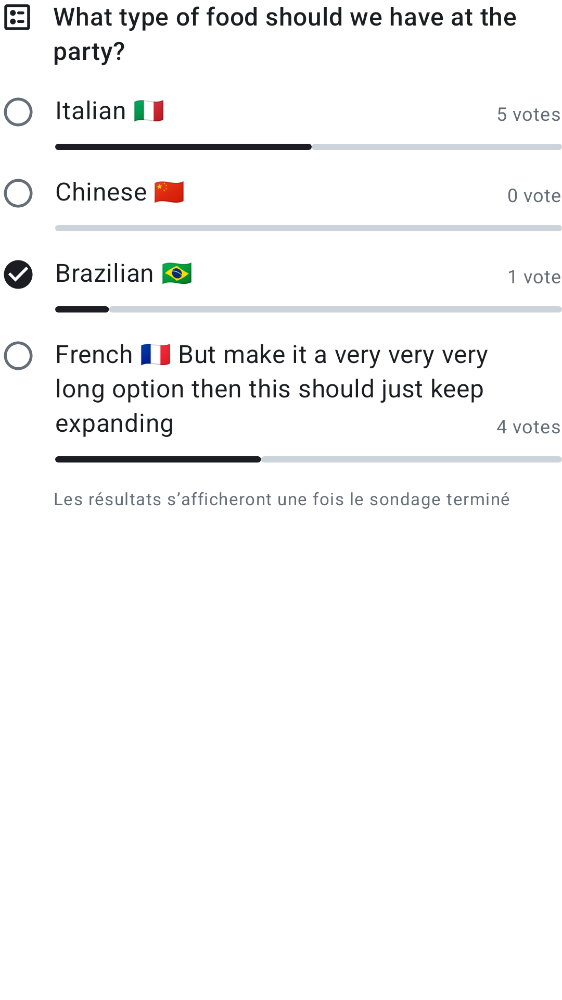 What type of food should we have at the
party?
Italian 🇮🇹
5 votes
Chinese 🇨🇳
0 vote
Brazilian 🇧🇷
1 vote
French 🇫🇷 But make it a very very very
long option then this should just keep
expanding
4 votes
Les résultats s’afficheront une fois le sondage terminé